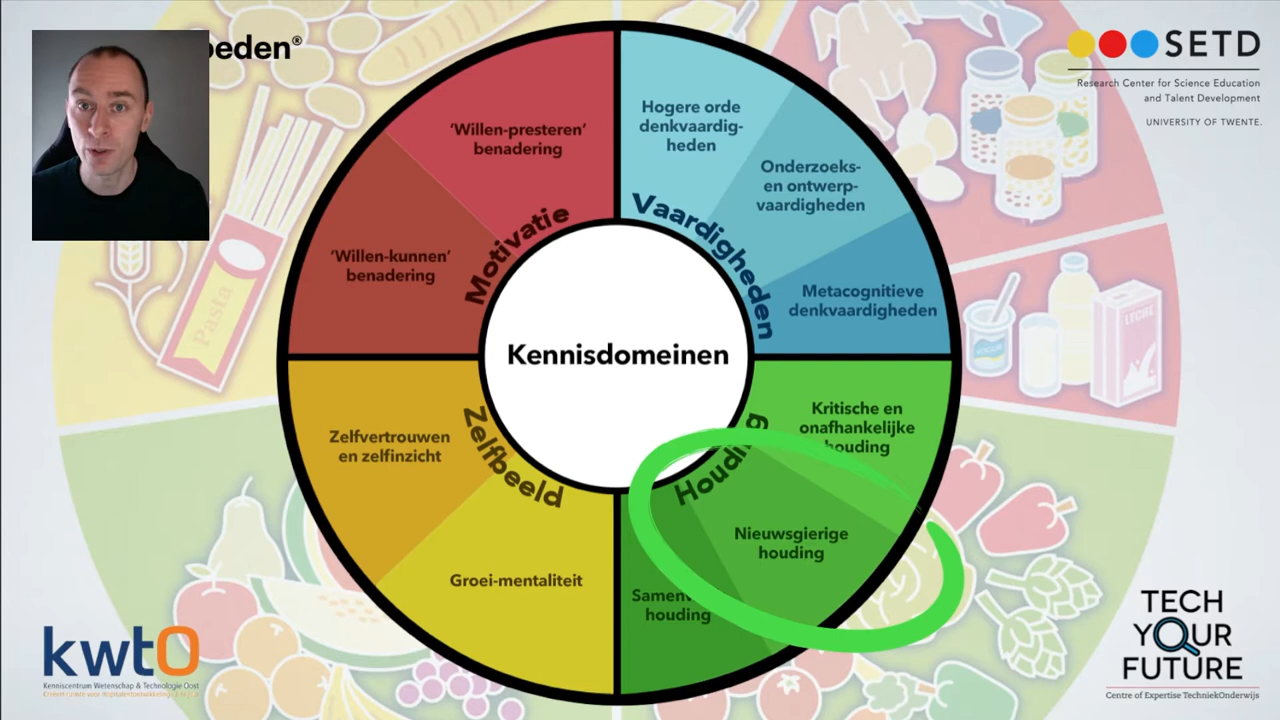 SETD
Research Center for Science Education
and Talent Development
UNIVERSITY OF TWENTE.
'Willen-presteren'
benadering
'Willen-kunnen'
benadering
Motivatie
Hogere orde
denkvaardig-
heden
Onderzoeks-
en ontwerp-
vaardigheden
Metacognitieve
denkvaardigheden
Vaardigheden
Pasta
YOGUR
LECHE
Kennisdomeinen
Zelfvertrouwen
en zelfinzicht
Groei-mentaliteit
Zelfbeeld
Kritische en
onafhankelijke
houding
Nieuwsgierige
houding
houding
Houding
kwtO
Kenniscentrum Wetenschap & Technologie Oost
TECH
YOUR
FUTURE
Centre of Expertise TechniekOnderwijs